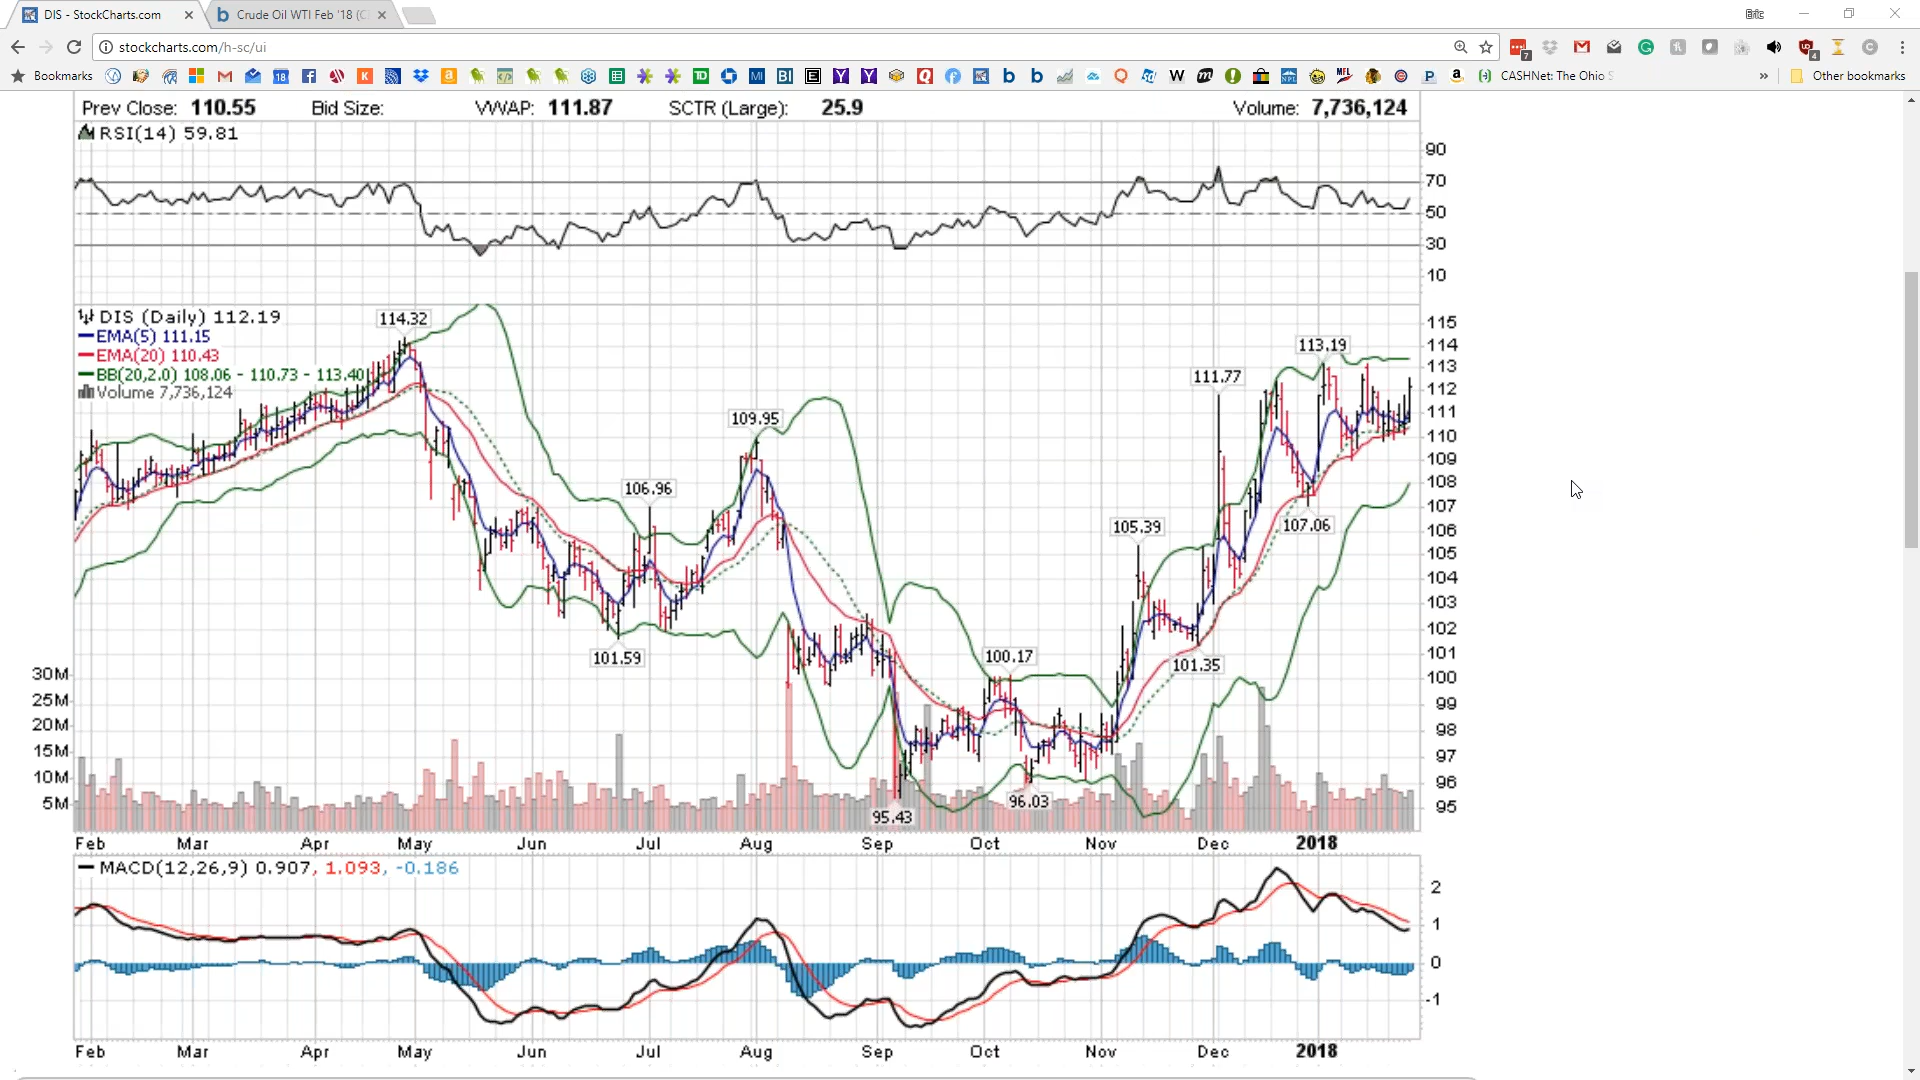 DIS - StockCharts.com
Crude Oil WTI Feb '18 (C
Eric
stockcharts.com/h-sc/ui
Bookmarks
CASHNet: The Ohio S
» Other bookmarks
Prev Close: 110.55 Bid Size: VWAP: 111.87 SCTR (Large): 25.9 Volume: 7,736,124
RSI(14) 59.81
90
70
50
30
10
DIS (Daily) 112.19
EMA(5) 111.15
EMA(20) 110.43
BB(20,2.0) 108.06 - 110.73 - 113.40
Volume 7,736,124
114.32
109.95
106.96
101.59
95.43
100.17
96.03
105.39
101.35
111.77
107.06
113.19
115
114
113
112
111
110
109
108
107
106
105
104
103
102
101
100
99
98
97
96
95
30M
25M
20M
15M
10M
5M
Feb Mar Apr May Jun Jul Aug Sep Oct Nov Dec 2018
MACD(12,26,9) 0.907, 1.093, -0.186
2
1
0
-1
Feb Mar Apr May Jun Jul Aug Sep Oct Nov Dec 2018